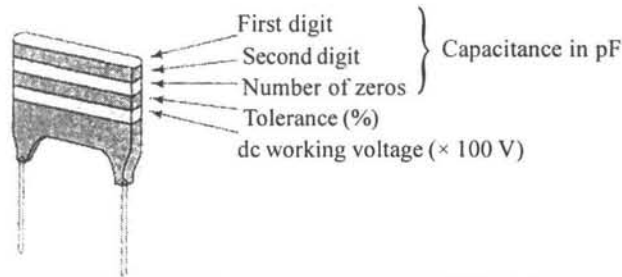 First digit
Second digit
Number of zeros
Capacitance in pF
Tolerance (%)
dc working voltage (× 100 V)